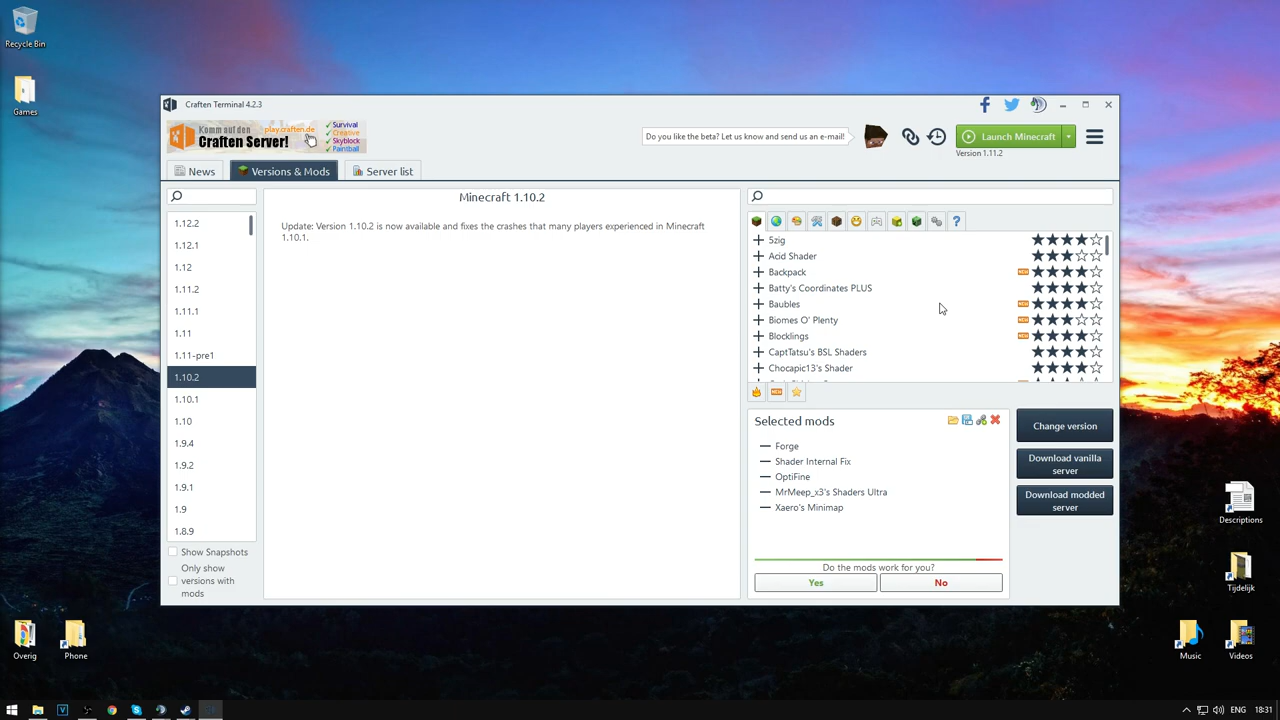 Recycle Bin
Games
Craften Terminal 4.2.3
Komm auf den
play.craften.de
Craften Server!
Survival
Creative
Skyblock
Paintball
Do you like the beta? Let us know and send us an e-mail!
Launch Minecraft
Version 1.11.2
News
Versions & Mods
Server list
1.12.2
1.12.1
1.12
1.11.2
1.11.1
1.11
1.11-pre1
1.10.2
1.10.1
1.10
1.9.4
1.9.2
1.9.1
1.9
1.8.9
Show Snapshots
Only show
versions with
mods
Minecraft 1.10.2
Update: Version 1.10.2 is now available and fixes the crashes that many players experienced in Minecraft
1.10.1.
5zig
Acid Shader
Backpack
NEW
Batty's Coordinates PLUS
Baubles
NEW
Biomes O' Plenty
NEW
Blocklings
NEW
CaptTatsu's BSL Shaders
Chocapic13's Shader
NEW
Selected mods
Forge
Shader Internal Fix
OptiFine
MrMeep_x3's Shaders Ultra
Xaero's Minimap
Do the mods work for you?
Yes
No
Change version
Download vanilla
server
Download modded
server
Descriptions
Tijdelijk
Music
Videos
Overig
Phone
ENG
18:31